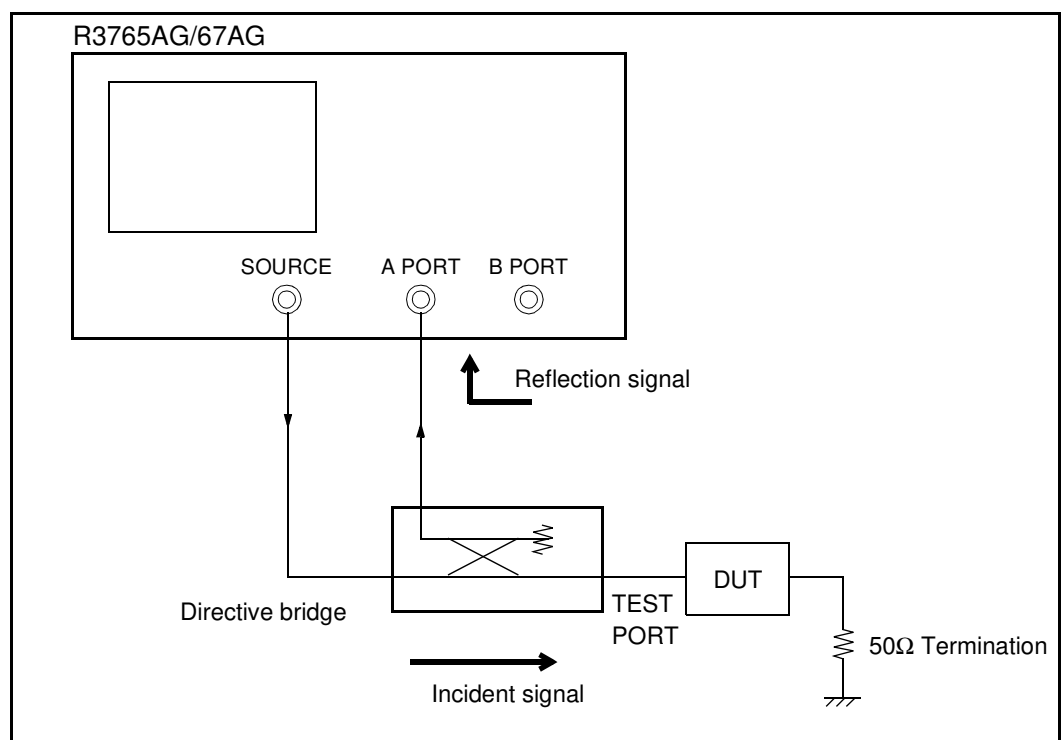 R3765AG/67AG
SOURCE
A PORT
B PORT
Reflection signal
Directive bridge
TEST
PORT
DUT
50Ω Termination
Incident signal